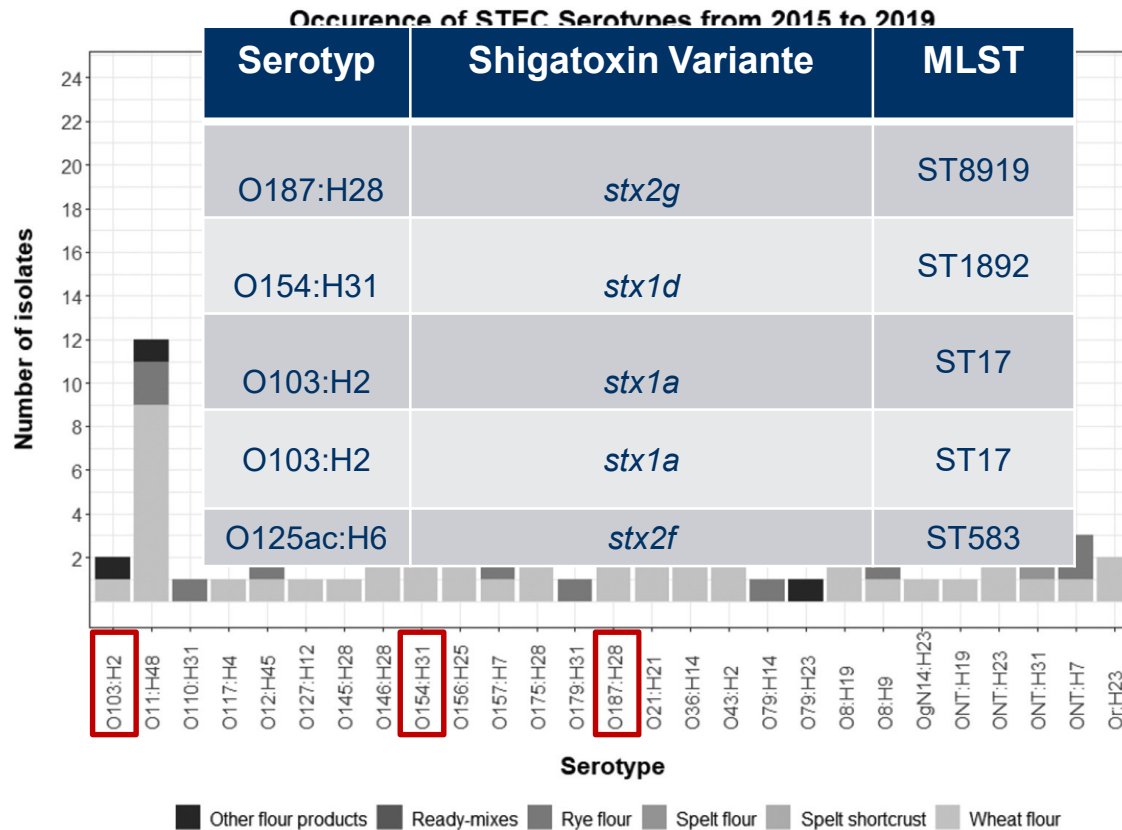 Occurence of STEC Serotypes from 2015 to 2019
Serotyp Shigatoxin Variante MLST
O187:H28 stx2g ST8919
O154:H31 stx1d ST1892
O103:H2 stx1a ST17
O103:H2 stx1a ST17
O125ac:H6 stx2f ST583
Number of isolates
24
22
20
18
16
14
12
10
8
6
4
2
O103:H2
O11:H48
O110:H31
O117:H4
O12:H45
O127:H12
O145:H28
O146:H28
O154:H31
O156:H25
O157:H7
O175:H28
O179:H31
O187:H28
O21:H21
O36:H14
O43:H2
O79:H14
O79:H23
O8:H19
O8:H9
OgN14:H23
ONT:H19
ONT:H23
ONT:H31
ONT:H7
Or:H23
Serotype
Other flour products Ready-mixes Rye flour Spelt flour Spelt shortcrust Wheat flour